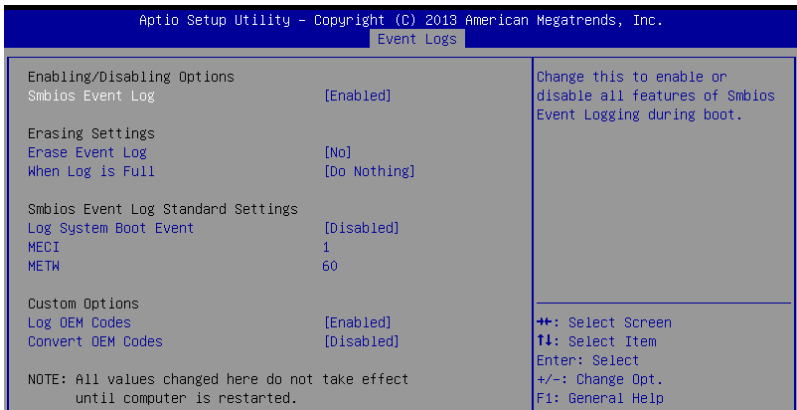 Aptio Setup Utility – Copyright (C) 2013 American Megatrends, Inc.
Event Logs
Enabling/Disabling Options
Smbios Event Log [Enabled]
Erasing Settings
Erase Event Log [No]
When Log is Full [Do Nothing]
Smbios Event Log Standard Settings
Log System Boot Event [Disabled]
MECI 1
METW 60
Custom Options
Log OEM Codes [Enabled]
Convert OEM Codes [Disabled]
NOTE: All values changed here do not take effect
until computer is restarted.
Change this to enable or
disable all features of Smbios
Event Logging during boot.
→←: Select Screen
↑↓: Select Item
Enter: Select
+/-: Change Opt.
F1: General Help